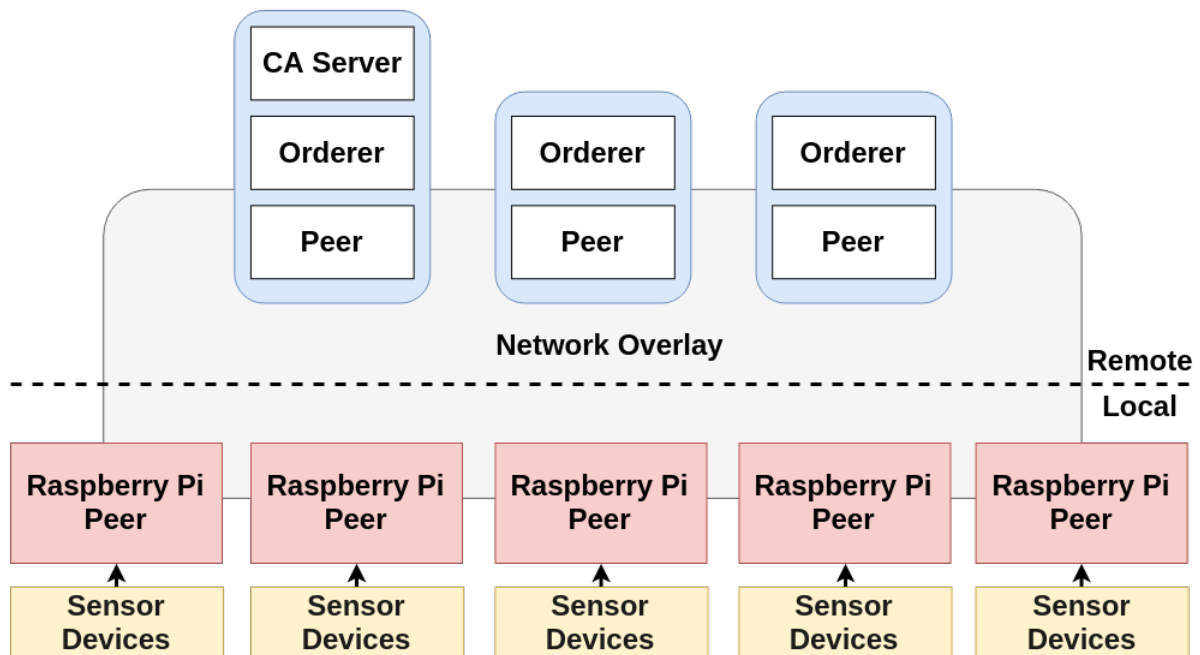 CA Server
Orderer
Orderer
Orderer
Peer
Peer
Peer
Network Overlay
Remote
Local
Raspberry Pi
Peer
Raspberry Pi
Peer
Raspberry Pi
Peer
Raspberry Pi
Peer
Raspberry Pi
Peer
Sensor
Devices
Sensor
Devices
Sensor
Devices
Sensor
Devices
Sensor
Devices